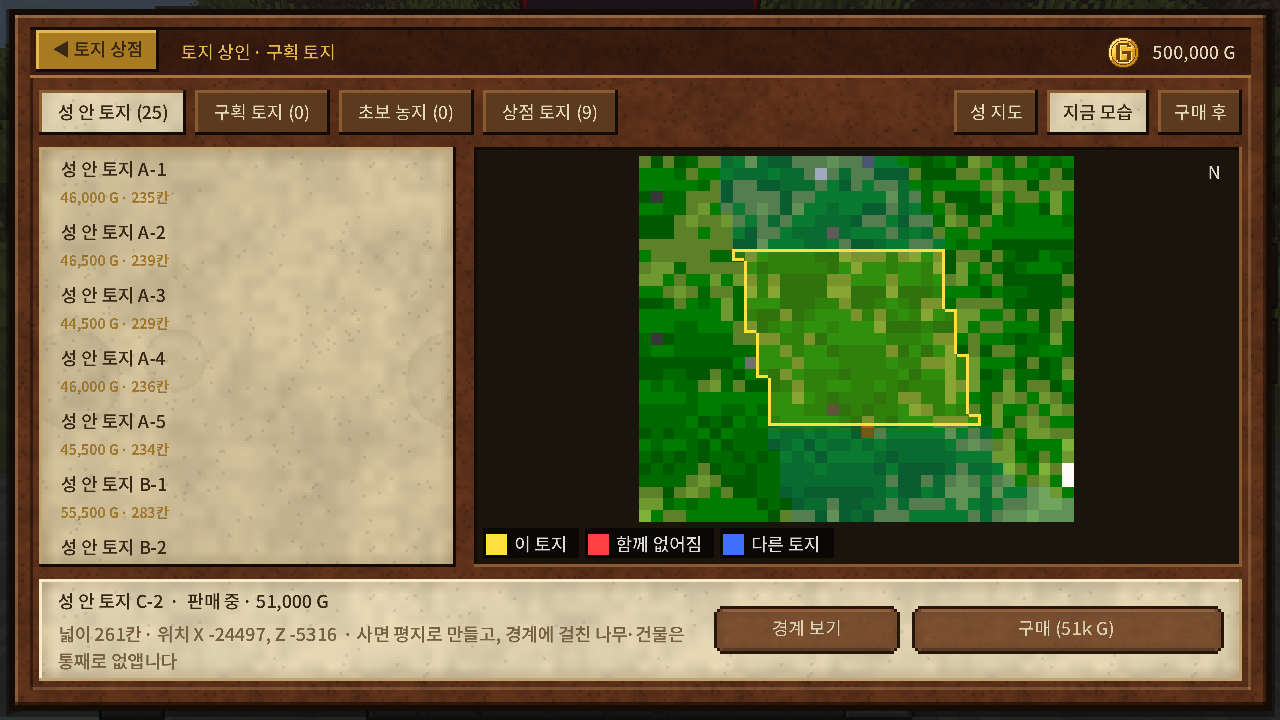 ◀ 토지 상점
토지 상인 · 구획 토지
500,000 G
성 안 토지 (25)
구획 토지 (0)
초보 농지 (0)
상점 토지 (9)
성 지도
지금 모습
구매 후
성 안 토지 A-1
46,000 G · 235칸
성 안 토지 A-2
46,500 G · 239칸
성 안 토지 A-3
44,500 G · 229칸
성 안 토지 A-4
46,000 G · 236칸
성 안 토지 A-5
45,500 G · 234칸
성 안 토지 B-1
55,500 G · 283칸
성 안 토지 B-2
N
이 토지
함께 없어짐
다른 토지
성 안 토지 C-2 · 판매 중 · 51,000 G
넓이 261칸 · 위치 X -24497, Z -5316 · 사면 평지로 만들고, 경계에 걸친 나무·건물은
통째로 없앱니다
경계 보기
구매 (51k G)